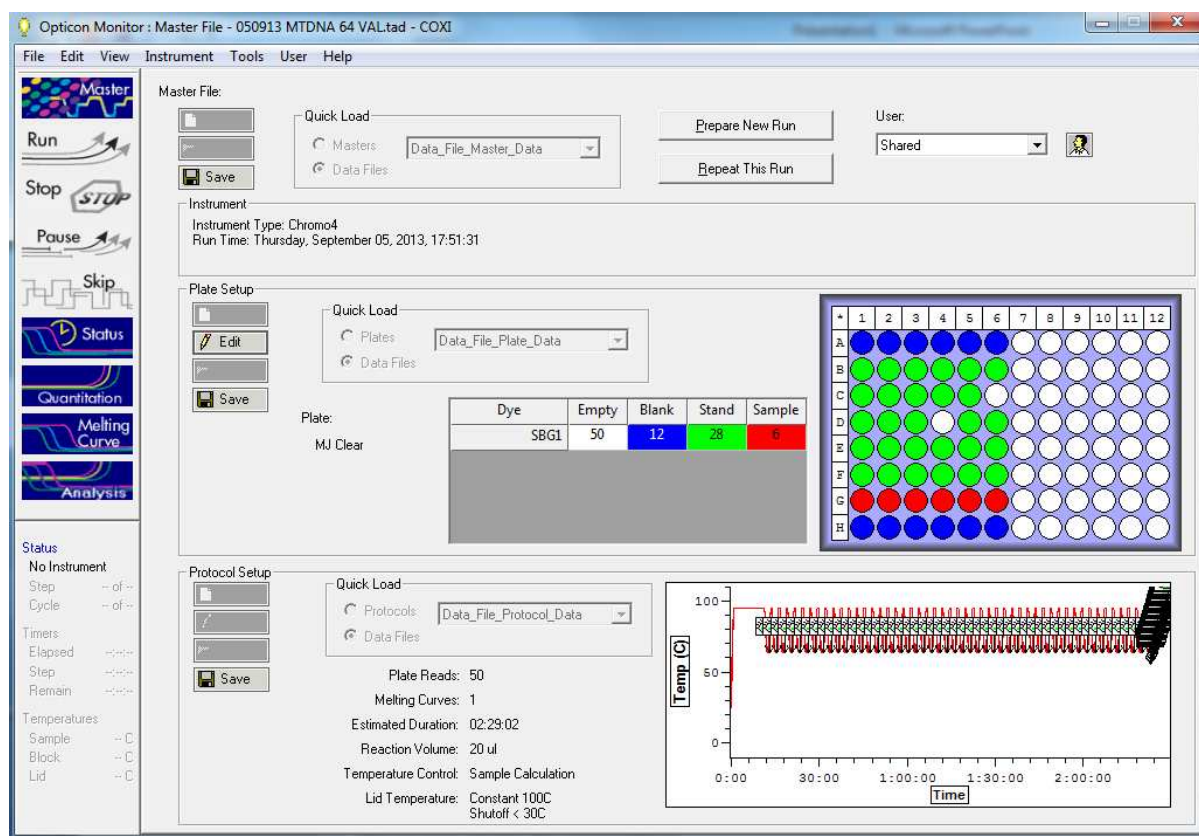 Opticon Monitor : Master File - 050913 MTDNA 64 VAL.tad - COXI
File Edit View Instrument Tools User Help
Master
Run
Stop
STOP
Pause
Skip
Status
Quantitation
Melting
Curve
Analysis
Status
No Instrument
Step -- of --
Cycle -- of --
Timers
Elapsed --:--:--
Step --:--:--
Remain --:--:--
Temperatures
Sample -- C
Block -- C
Lid -- C
Master File:
Save
Quick Load
Masters
Data Files
Data_File_Master_Data
Prepare New Run
Repeat This Run
User:
Shared
Instrument
Instrument Type: Chromo4
Run Time: Thursday, September 05, 2013, 17:51:31
Plate Setup
Edit
Save
Quick Load
Plates
Data Files
Data_File_Plate_Data
Plate:
MJ Clear
Dye Empty Blank Stand Sample
SBG1 50 12 28 6
* 1 2 3 4 5 6 7 8 9 10 11 12
A
B
C
D
E
F
G
H
Protocol Setup
Save
Quick Load
Protocols
Data Files
Data_File_Protocol_Data
Plate Reads: 50
Melting Curves: 1
Estimated Duration: 02:29:02
Reaction Volume: 20 ul
Temperature Control: Sample Calculation
Lid Temperature: Constant 100C
Shutoff < 30C
Temp (C)
100
50
0
0:00 30:00 1:00:00 1:30:00 2:00:00
Time